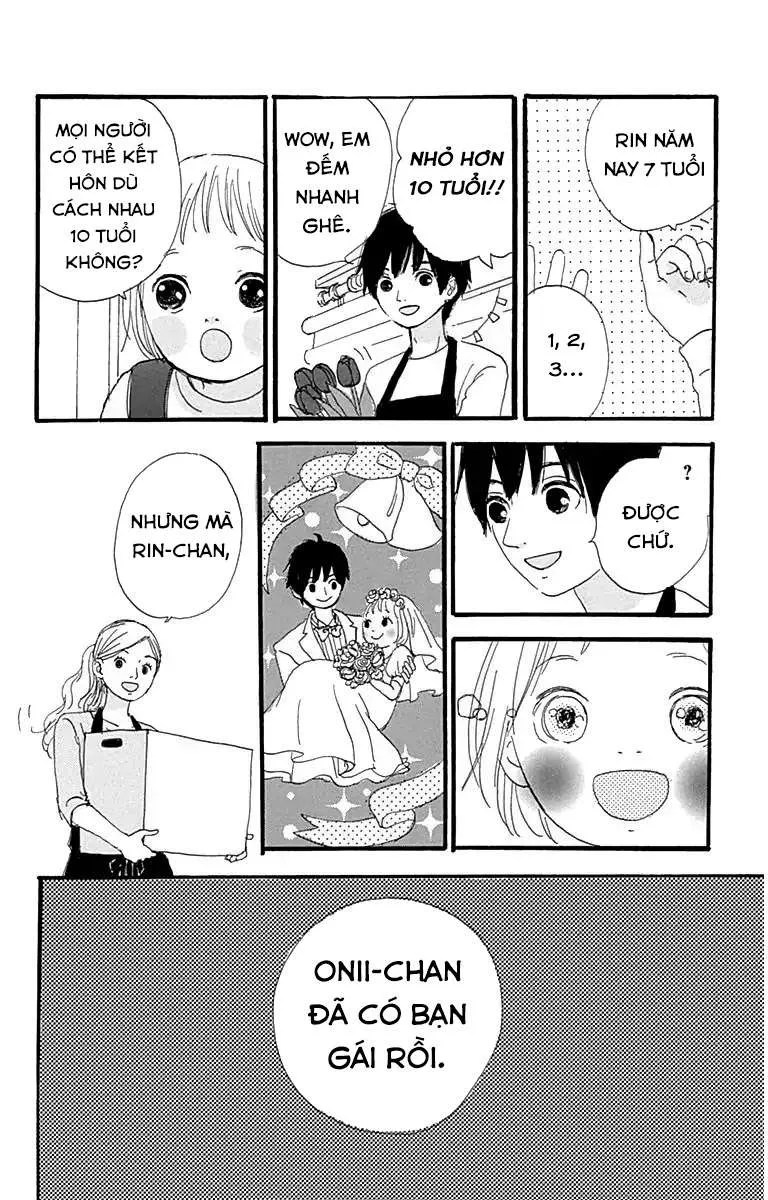 RIN NĂM
NAY 7 TUỔI
1, 2,
3...
NHỎ HƠN
10 TUỔI!!
WOW, EM
ĐẾM
NHANH
GHÊ.
MỌI NGƯỜI
CÓ THỂ KẾT
HÔN DÙ
CÁCH NHAU
10 TUỔI
KHÔNG?
?
ĐƯỢC
CHỨ.
NHƯNG MÀ
RIN-CHAN,
ONII-CHAN
ĐÃ CÓ BẠN
GÁI RỒI.